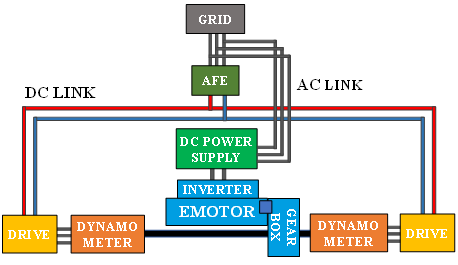 GRID
AFE
DC LINK
AC LINK
DC POWER
SUPPLY
INVERTER
EMOTOR
GEAR
BOX
DRIVE
DYNAMO
METER
DYNAMO
METER
DRIVE